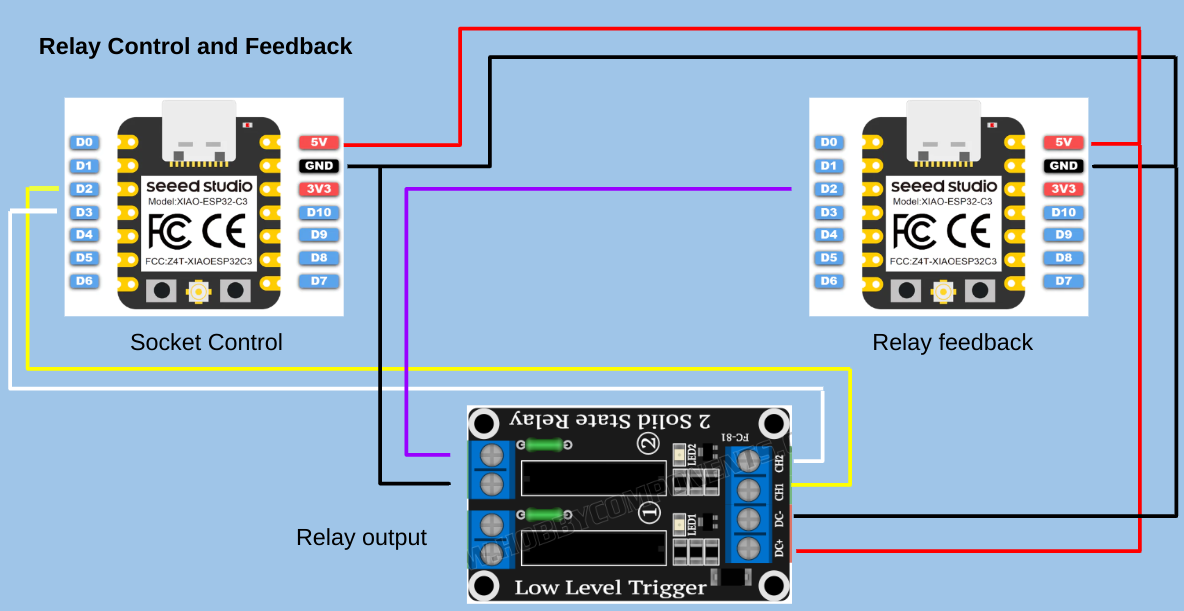 Relay Control and Feedback
D0
D1
D2
D3
D4
D5
D6
5V
GND
3V3
D10
D9
D8
D7
seeed studio
Model:XIAO-ESP32-C3
FCC CE
FCC:Z4T-XIAOESP32C3
Socket Control
D0
D1
D2
D3
D4
D5
D6
5V
GND
3V3
D10
D9
D8
D7
seeed studio
Model:XIAO-ESP32-C3
FCC CE
FCC:Z4T-XIAOESP32C3
Relay feedback
2 Solid State Relay
FC-81
②
LED2
CH2
CH1
①
LED1
DC-
DC+
Relay output
Low Level Trigger